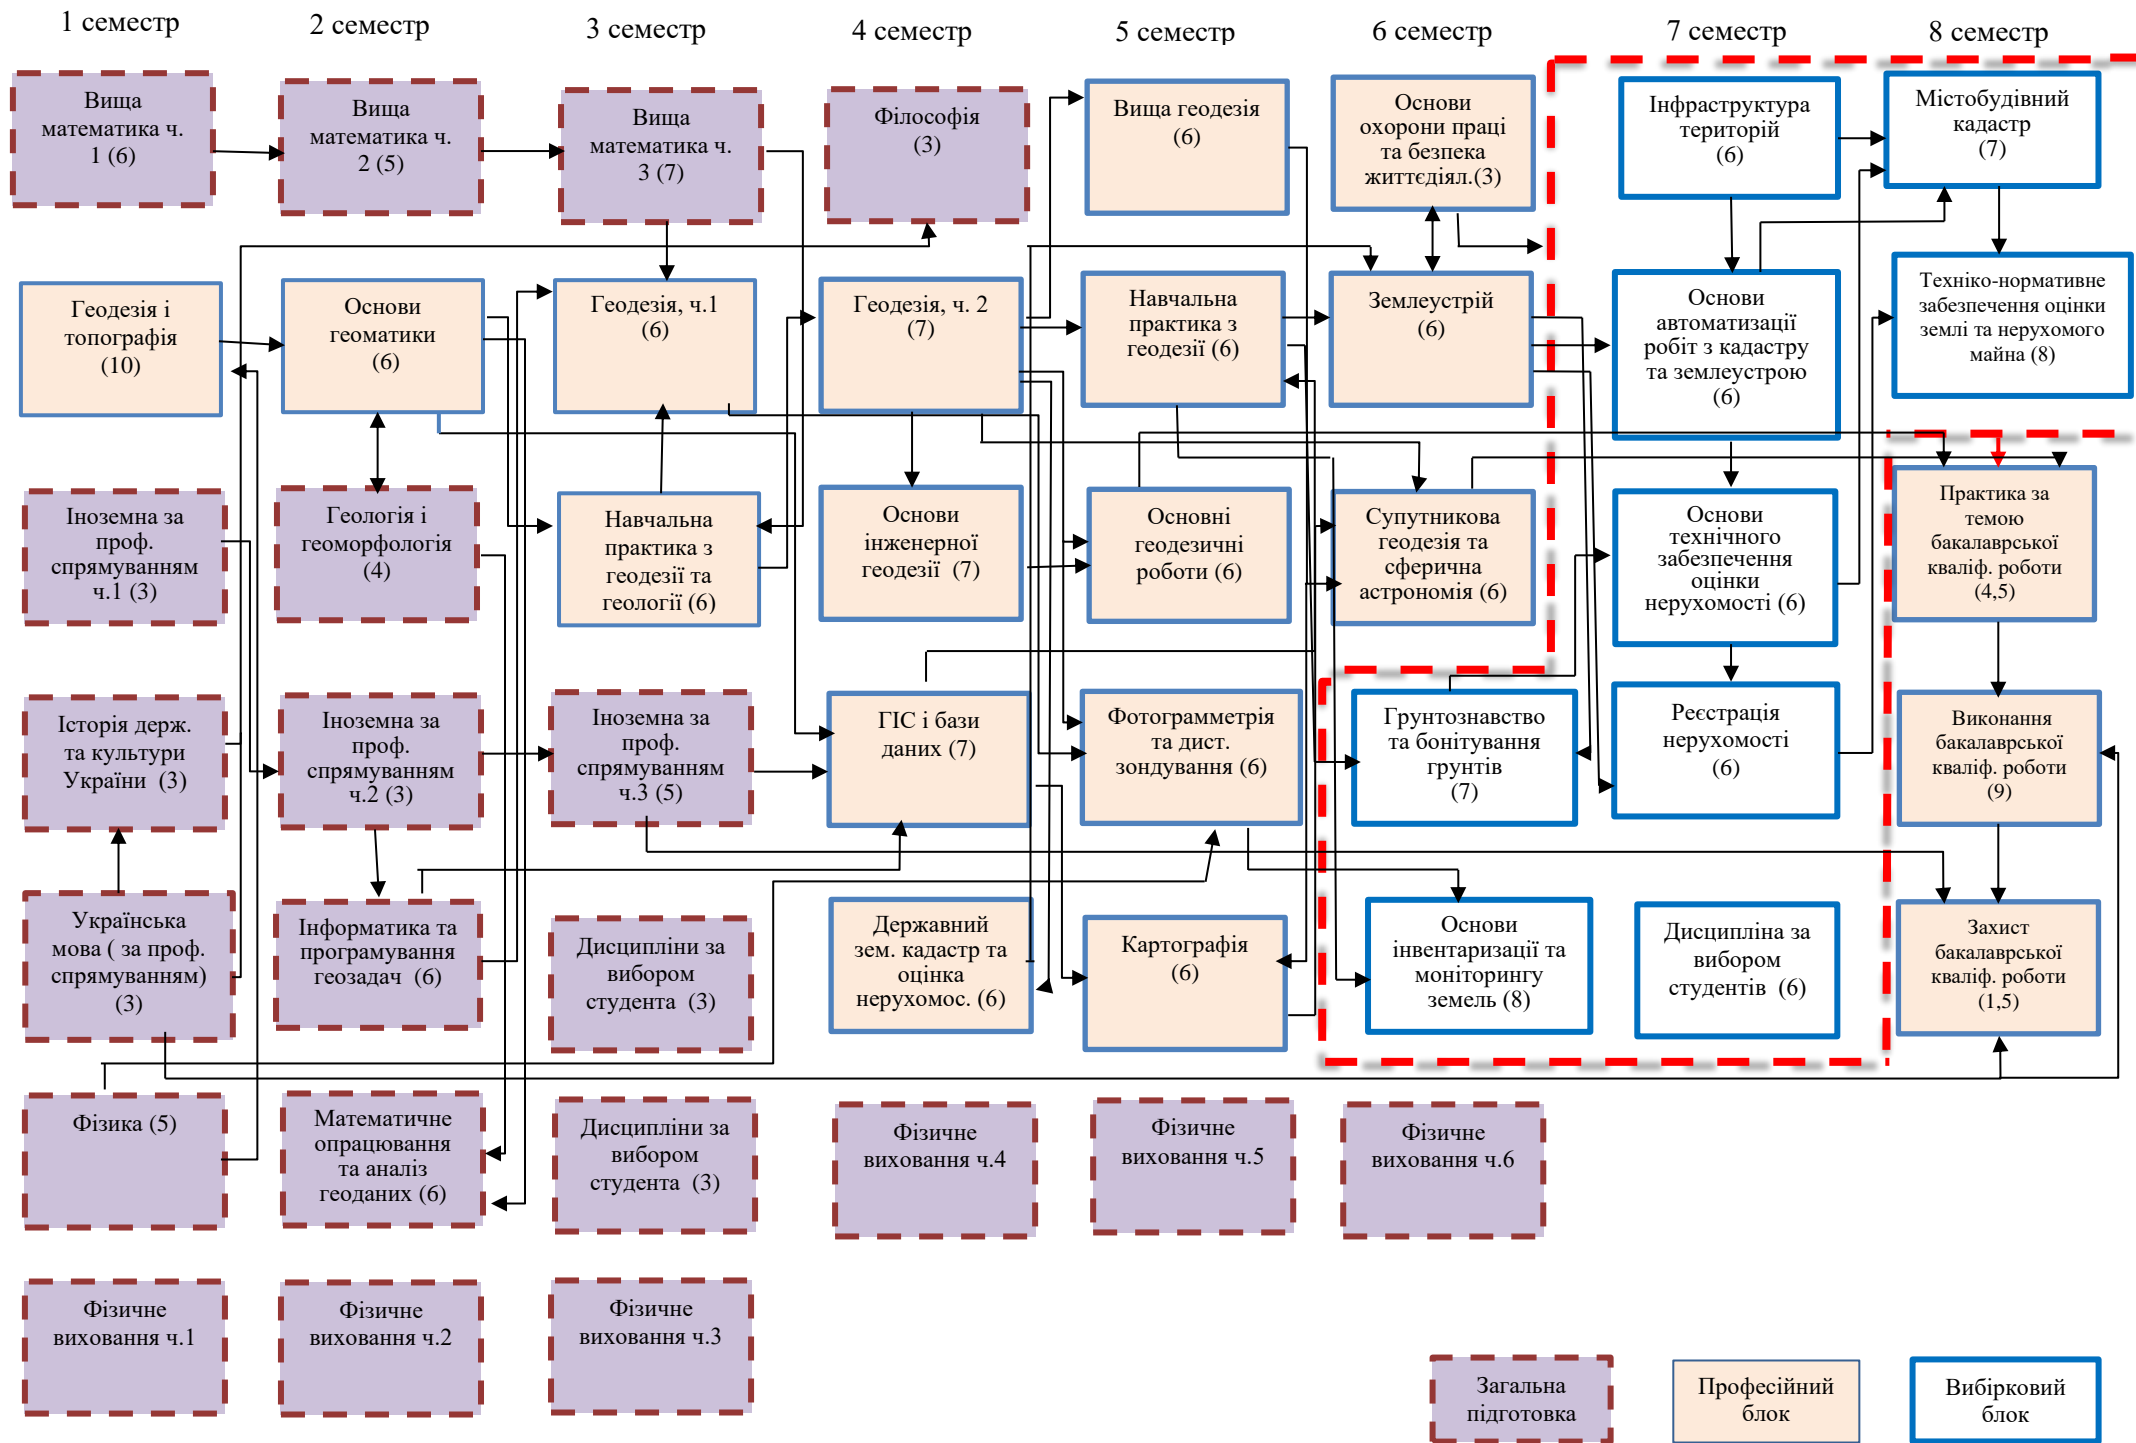 1 семестр
2 семестр
3 семестр
4 семестр
5 семестр
6 семестр
7 семестр
8 семестр
Вища
математика ч.
1 (6)
Вища
математика ч.
2 (5)
Вища
математика ч.
3 (7)
Філософія
(3)
Вища геодезія
(6)
Основи
охорони праці
та безпека
життєдіял.(3)
Інфраструктура
територій
(6)
Містобудівний
кадастр
(7)
Геодезія і
топографія
(10)
Основи
геоматики
(6)
Геодезія, ч.1
(6)
Геодезія, ч. 2
(7)
Навчальна
практика з
геодезії (6)
Землеустрій
(6)
Основи
автоматизації
робіт з кадастру
та землеустрою
(6)
Техніко-нормативне
забезпечення оцінки
землі та нерухомого
майна (8)
Іноземна за
проф.
спрямуванням
ч.1 (3)
Геологія і
геоморфологія
(4)
Навчальна
практика з
геодезії та
геології (6)
Основи
інженерної
геодезії  (7)
Основні
геодезичні
роботи (6)
Супутникова
геодезія та
сферична
астрономія (6)
Основи
технічного
забезпечення
оцінки
нерухомості (6)
Практика за
темою
бакалаврської
кваліф. роботи
(4,5)
Історія держ.
та культури
України  (3)
Іноземна за
проф.
спрямуванням
ч.2 (3)
Іноземна за
проф.
спрямуванням
ч.3 (5)
ГІС і бази
даних (7)
Фотограмметрія
та дист.
зондування (6)
Грунтознавство
та бонітування
грунтів
(7)
Реєстрація
нерухомості
(6)
Виконання
бакалаврської
кваліф. роботи
(9)
Українська
мова ( за проф.
спрямуванням)
(3)
Інформатика та
програмування
геозадач  (6)
Дисципліни за
вибором
студента  (3)
Державний
зем. кадастр та
оцінка
нерухомос. (6)
Картографія
(6)
Основи
інвентаризації та
моніторингу
земель (8)
Дисципліна за
вибором
студентів  (6)
Захист
бакалаврської
кваліф. роботи
(1,5)
Фізика (5)
Математичне
опрацювання
та аналіз
геоданих (6)
Дисципліни за
вибором
студента  (3)
Фізичне
виховання ч.4
Фізичне
виховання ч.5
Фізичне
виховання ч.6
Фізичне
виховання ч.1
Фізичне
виховання ч.2
Фізичне
виховання ч.3
Загальна
підготовка
Професійний
блок
Вибірковий
блок